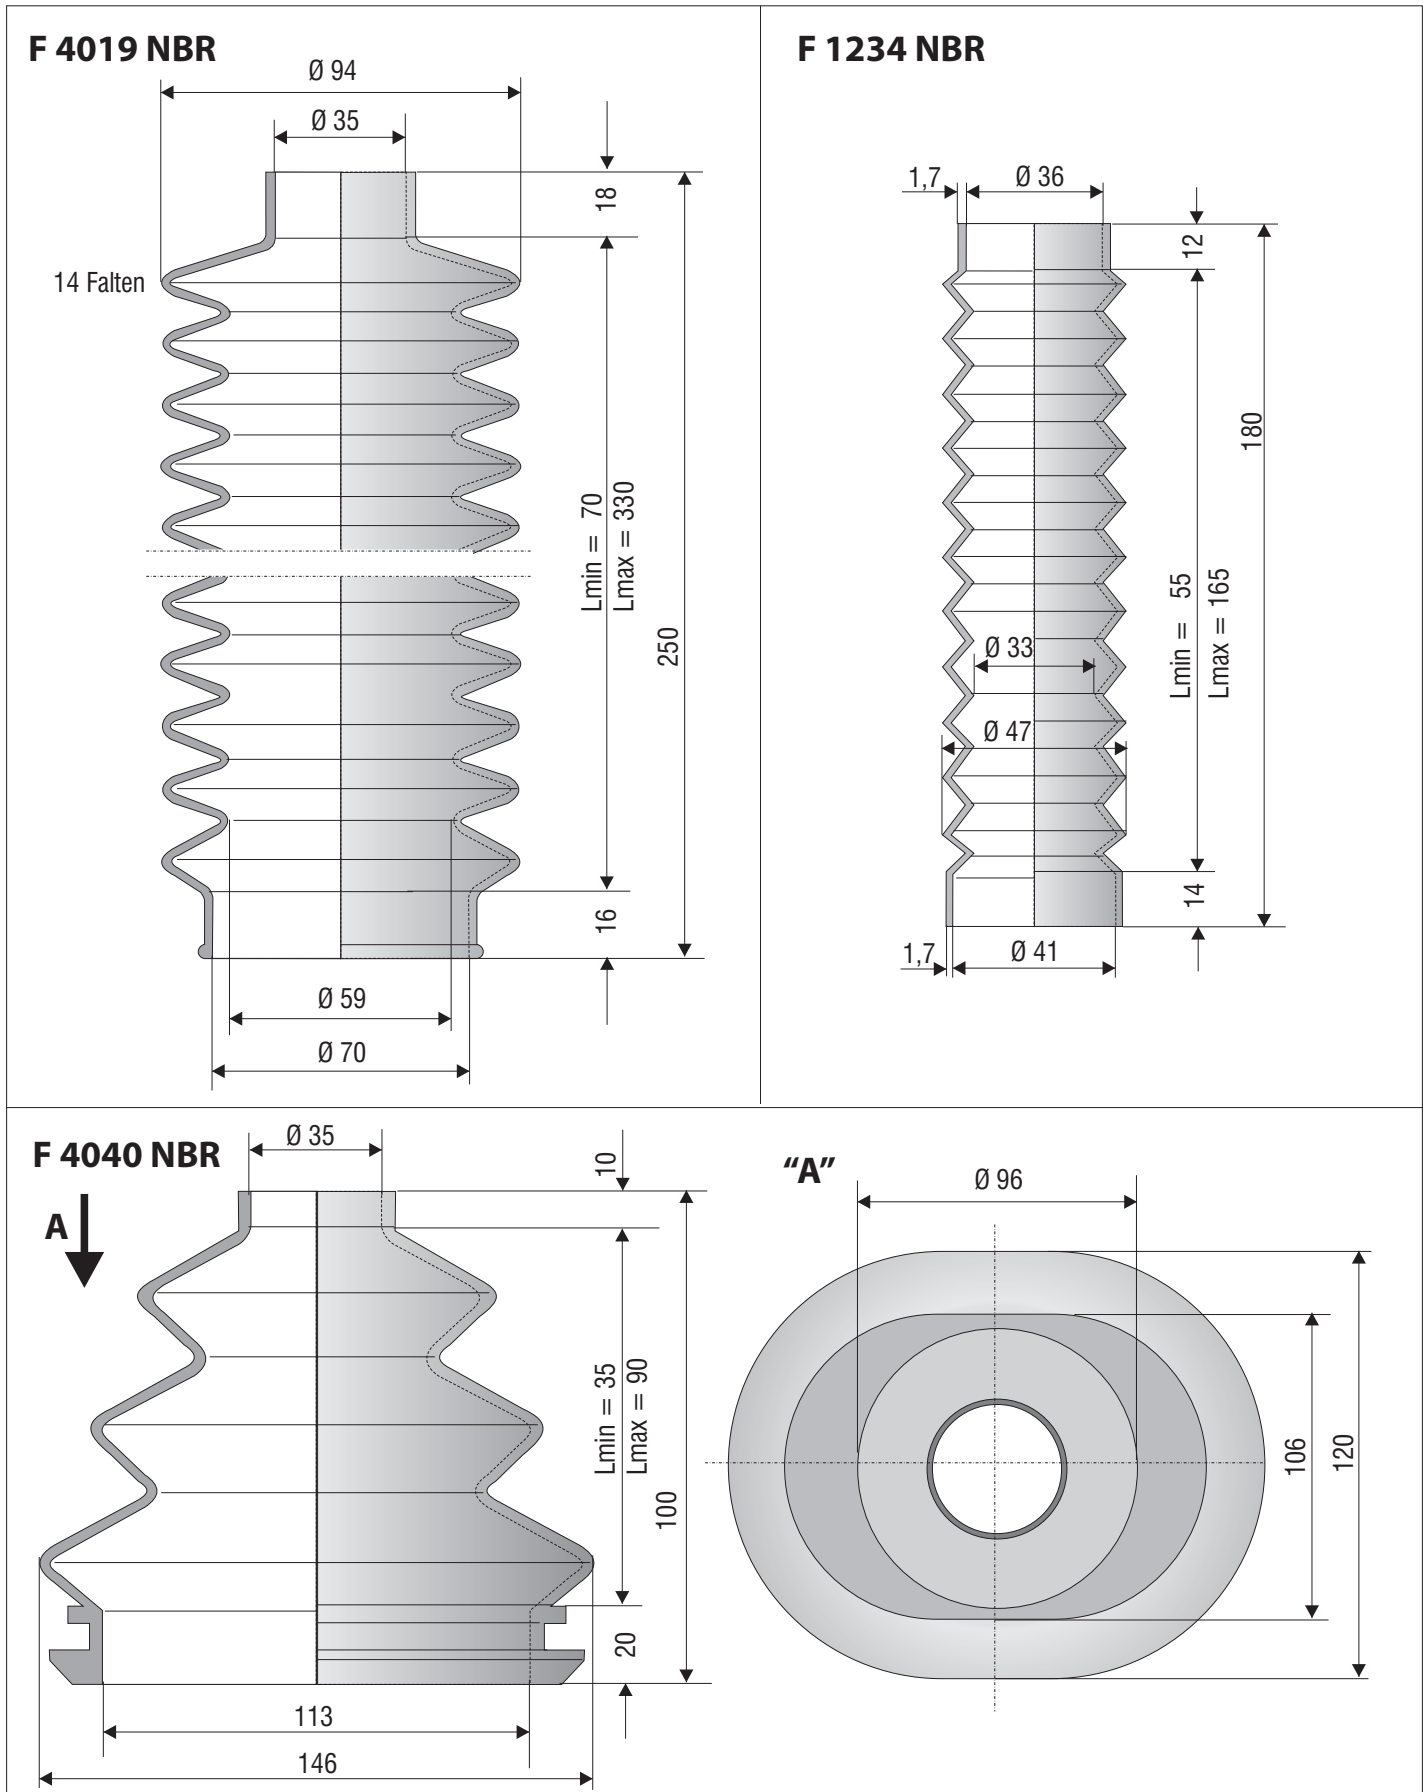 F 4019 NBR
Ø 94
Ø 35
18
14 Falten
Lmin = 70
Lmax = 330
250
16
Ø 59
Ø 70
F 1234 NBR
1,7
Ø 36
12
180
Lmin = 55
Lmax = 165
Ø 33
Ø 47
14
1,7
Ø 41
F 4040 NBR
Ø 35
10
A
Lmin = 35
Lmax = 90
100
20
113
146
“A”
Ø 96
106
120